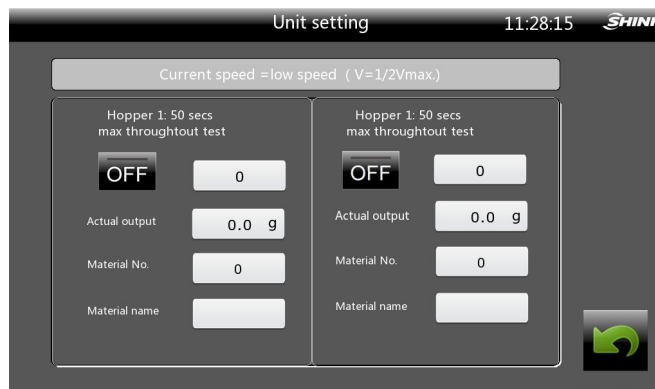 Unit setting 11:28:15 SHINI
Current speed =low speed ( V=1/2Vmax.)
Hopper 1: 50 secs
max throughtout test
OFF 0
Actual output 0.0 g
Material No. 0
Material name
Hopper 1: 50 secs
max throughtout test
OFF 0
Actual output 0.0 g
Material No. 0
Material name